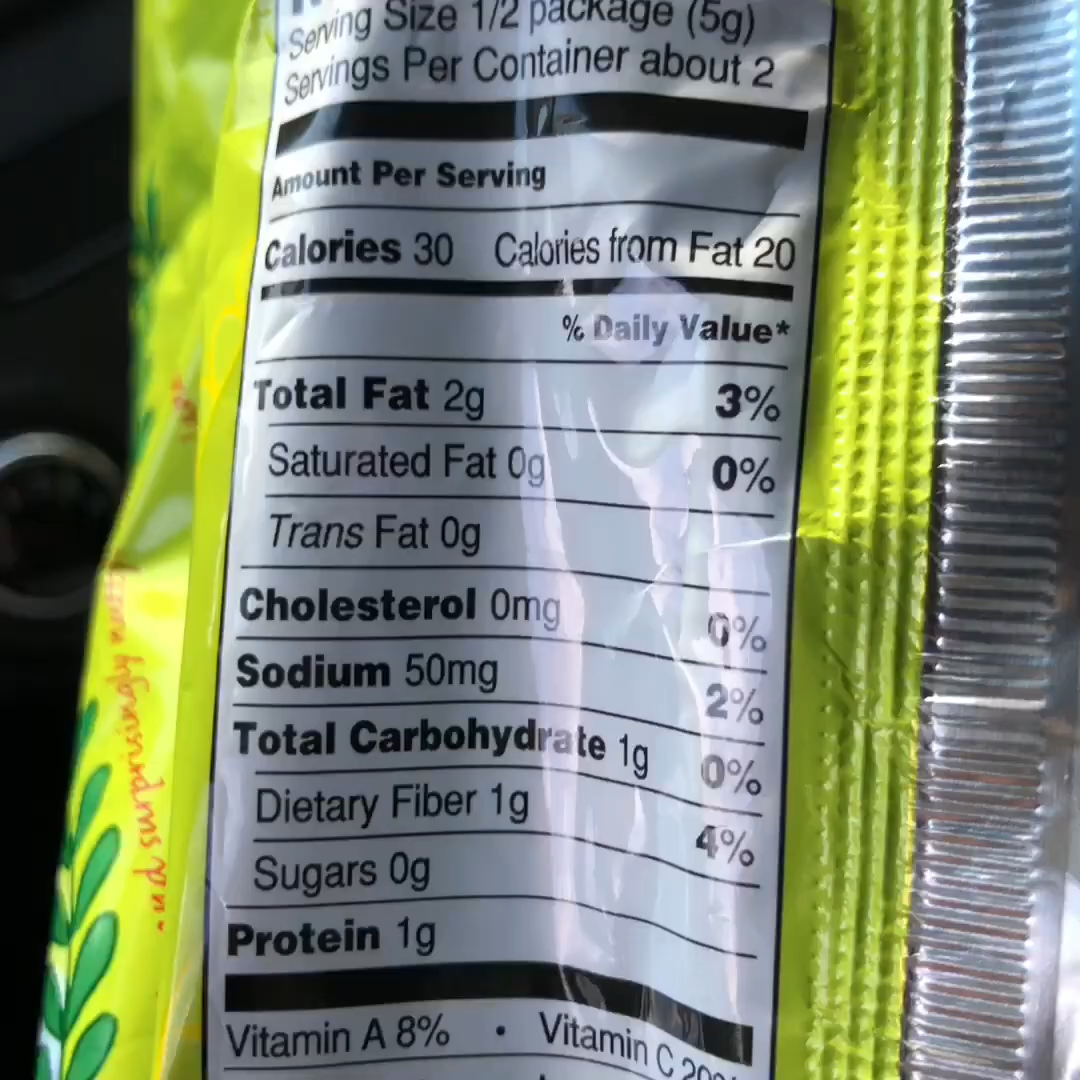 Serving Size 1/2 package (5g)
Servings Per Container about 2
Amount Per Serving
Calories 30 Calories from Fat 20
% Daily Value*
Total Fat 2g 3%
Saturated Fat 0g 0%
Trans Fat 0g
Cholesterol 0mg 0%
Sodium 50mg 2%
Total Carbohydrate 1g 0%
Dietary Fiber 1g 4%
Sugars 0g
Protein 1g
Vitamin A 8% • Vitamin C